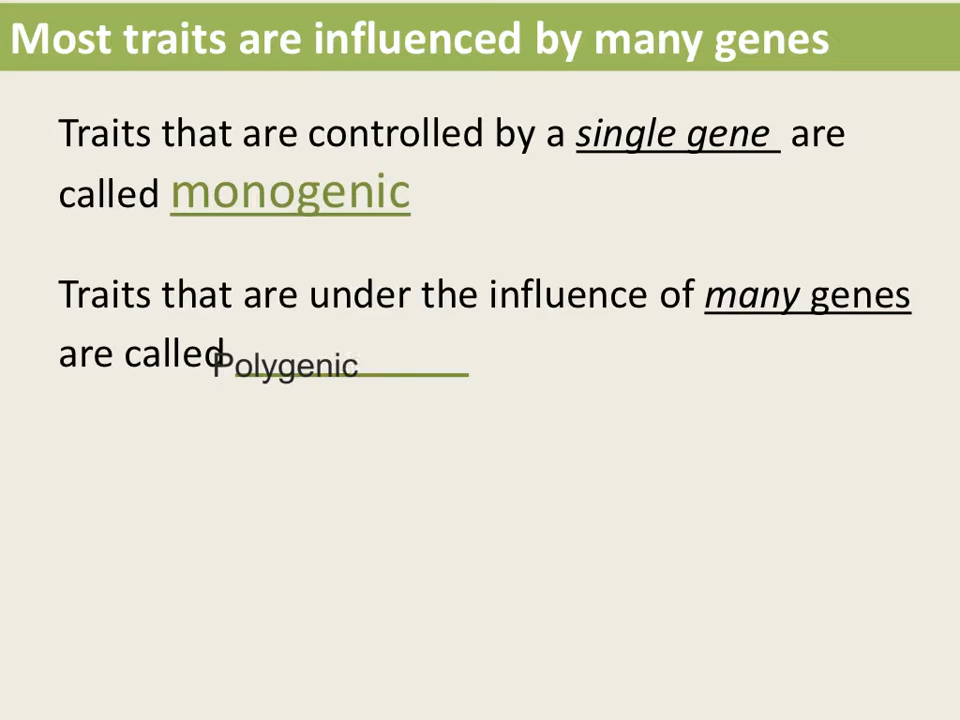 Most traits are influenced by many genes
Traits that are controlled by a single gene are
called monogenic
Traits that are under the influence of many genes
are called Polygenic